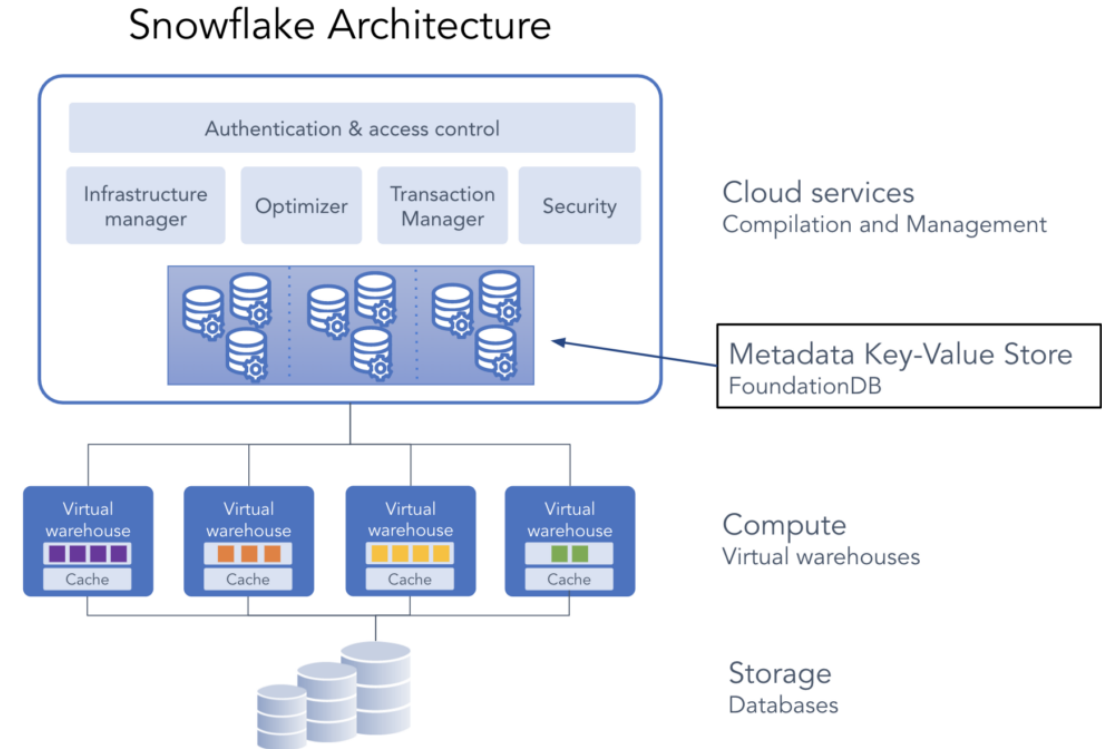 Snowflake Architecture
Authentication & access control
Infrastructure
manager
Optimizer
Transaction
Manager
Security
Cloud services
Compilation and Management
Metadata Key-Value Store
FoundationDB
Virtual
warehouse
Cache
Virtual
warehouse
Cache
Virtual
warehouse
Cache
Virtual
warehouse
Cache
Compute
Virtual warehouses
Storage
Databases